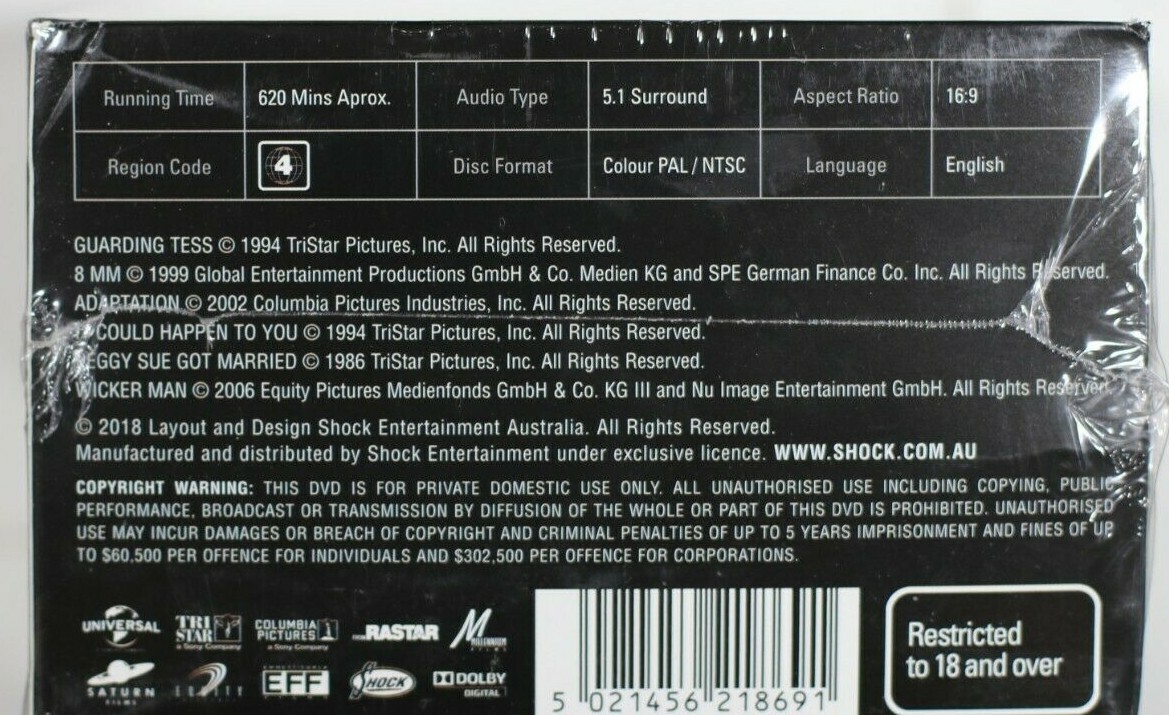 Running Time 620 Mins Aprox. Audio Type 5.1 Surround Aspect Ratio 16:9
Region Code 4 Disc Format Colour PAL / NTSC Language English
GUARDING TESS © 1994 TriStar Pictures, Inc. All Rights Reserved.
8 MM © 1999 Global Entertainment Productions GmbH & Co. Medien KG and SPE German Finance Co. Inc. All Rights Reserved.
ADAPTATION © 2002 Columbia Pictures Industries, Inc. All Rights Reserved.
COULD HAPPEN TO YOU © 1994 TriStar Pictures, Inc. All Rights Reserved.
PEGGY SUE GOT MARRIED © 1986 TriStar Pictures, Inc. All Rights Reserved.
WICKER MAN © 2006 Equity Pictures Medienfonds GmbH & Co. KG III and Nu Image Entertainment GmbH. All Rights Reserved.
© 2018 Layout and Design Shock Entertainment Australia. All Rights Reserved.
Manufactured and distributed by Shock Entertainment under exclusive licence. WWW.SHOCK.COM.AU
COPYRIGHT WARNING: THIS DVD IS FOR PRIVATE DOMESTIC USE ONLY. ALL UNAUTHORISED USE INCLUDING COPYING, PUBLIC
PERFORMANCE, BROADCAST OR TRANSMISSION BY DIFFUSION OF THE WHOLE OR PART OF THIS DVD IS PROHIBITED. UNAUTHORISED
USE MAY INCUR DAMAGES OR BREACH OF COPYRIGHT AND CRIMINAL PENALTIES OF UP TO 5 YEARS IMPRISONMENT AND FINES OF UP
TO $60,500 PER OFFENCE FOR INDIVIDUALS AND $302,500 PER OFFENCE FOR CORPORATIONS.
UNIVERSAL
TRI STAR
a Sony Company
COLUMBIA
PICTURES
a Sony Company
FROM RASTAR
MILLENNIUM
FILMS
SATURN
FILMS
EQUITY
EFF
SHOCK
DOLBY
DIGITAL
5 021456 218691
Restricted
to 18 and over